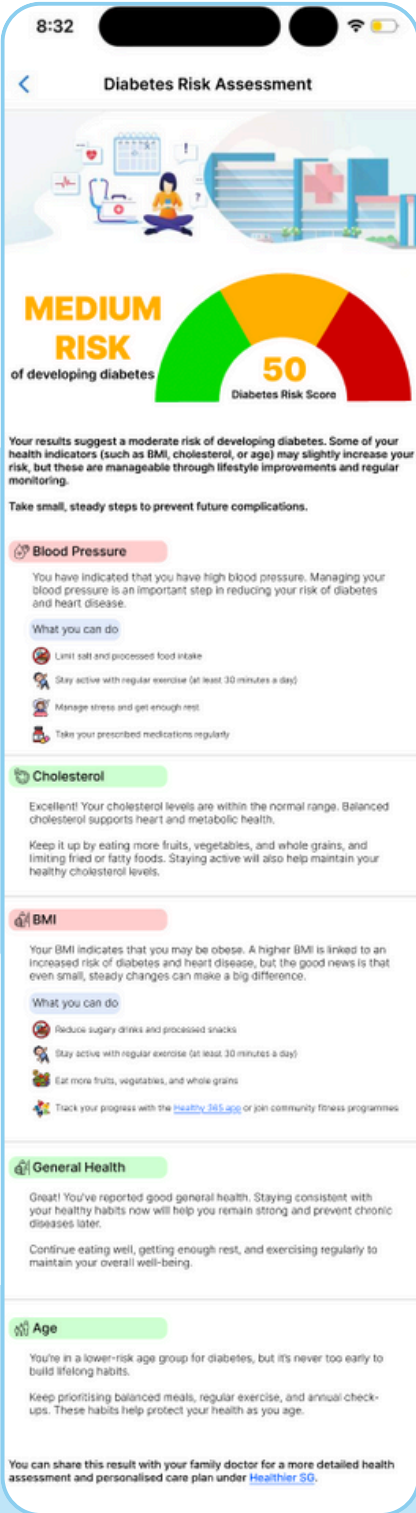 8:32
Diabetes Risk Assessment
!
?
MEDIUM
RISK
of developing diabetes
50
Diabetes Risk Score
Your results suggest a moderate risk of developing diabetes. Some of your
health indicators (such as BMI, cholesterol, or age) may slightly increase your
risk, but these are manageable through lifestyle improvements and regular
monitoring.
Take small, steady steps to prevent future complications.
Blood Pressure
You have indicated that you have high blood pressure. Managing your
blood pressure is an important step in reducing your risk of diabetes
and heart disease.
What you can do
Limit salt and processed food intake
Stay active with regular exercise (at least 30 minutes a day)
Manage stress and get enough rest
Take your prescribed medications regularly
Cholesterol
Excellent! Your cholesterol levels are within the normal range. Balanced
cholesterol supports heart and metabolic health.
Keep it up by eating more fruits, vegetables, and whole grains, and
limiting fried or fatty foods. Staying active will also help maintain your
healthy cholesterol levels.
BMI
Your BMI indicates that you may be obese. A higher BMI is linked to an
increased risk of diabetes and heart disease, but the good news is that
even small, steady changes can make a big difference.
What you can do
Reduce sugary drinks and processed snacks
Stay active with regular exercise (at least 30 minutes a day)
Eat more fruits, vegetables, and whole grains
Track your progress with the Healthy 365 app or join community fitness programmes
General Health
Great! You've reported good general health. Staying consistent with
your healthy habits now will help you remain strong and prevent chronic
diseases later.
Continue eating well, getting enough rest, and exercising regularly to
maintain your overall well-being.
Age
You're in a lower-risk age group for diabetes, but it's never too early to
build lifelong habits.
Keep prioritising balanced meals, regular exercise, and annual check-
ups. These habits help protect your health as you age.
You can share this result with your family doctor for a more detailed health
assessment and personalised care plan under Healthier SG.